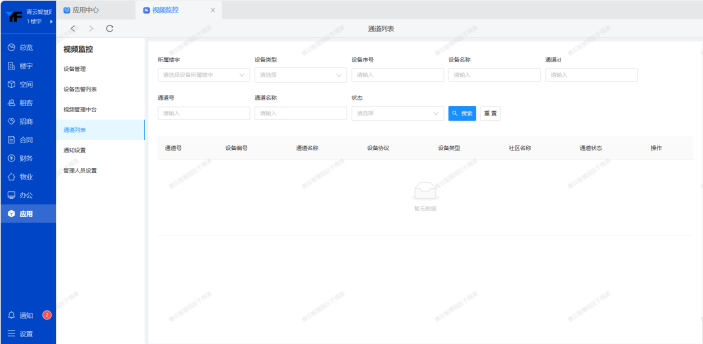 青云智慧
1楼宇
应用中心
视频监控
通道列表
总览
楼宇
空间
租客
招商
合同
财务
物业
办公
应用
通知
2
设置
视频监控
设备管理
设备告警列表
视频管理中台
通道列表
通知设置
管理人员设置
所属楼宇
设备类型
设备序号
设备名称
通道id
请选择设备所属楼宇
请选择
请输入
请输入
请输入
通道号
通道名称
状态
请输入
请输入
请选择
搜索
重置
通道号
设备编号
通道名称
设备协议
设备类型
社区名称
通道状态
操作
暂无数据